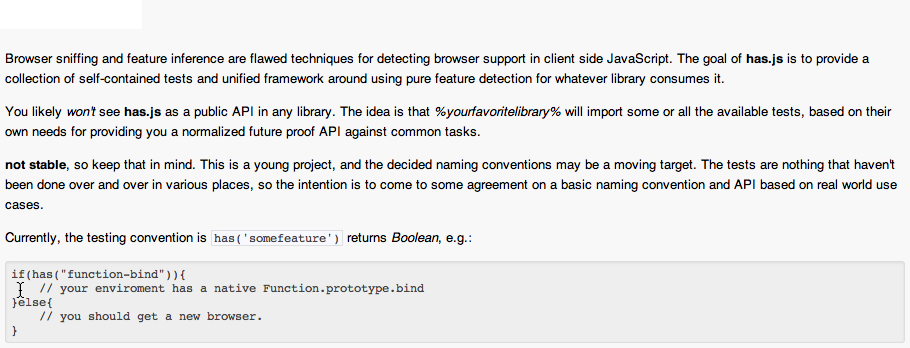 Browser sniffing and feature inference are flawed techniques for detecting browser support in client side JavaScript. The goal of has.js is to provide a
collection of self-contained tests and unified framework around using pure feature detection for whatever library consumes it.
You likely won't see has.js as a public API in any library. The idea is that %yourfavoritelibrary% will import some or all the available tests, based on their
own needs for providing you a normalized future proof API against common tasks.
not stable, so keep that in mind. This is a young project, and the decided naming conventions may be a moving target. The tests are nothing that haven't
been done over and over in various places, so the intention is to come to some agreement on a basic naming convention and API based on real world use
cases.
Currently, the testing convention is has('somefeature') returns Boolean, e.g.:
if(has("function-bind")){
    // your enviroment has a native Function.prototype.bind
}else{
    // you should get a new browser.
}